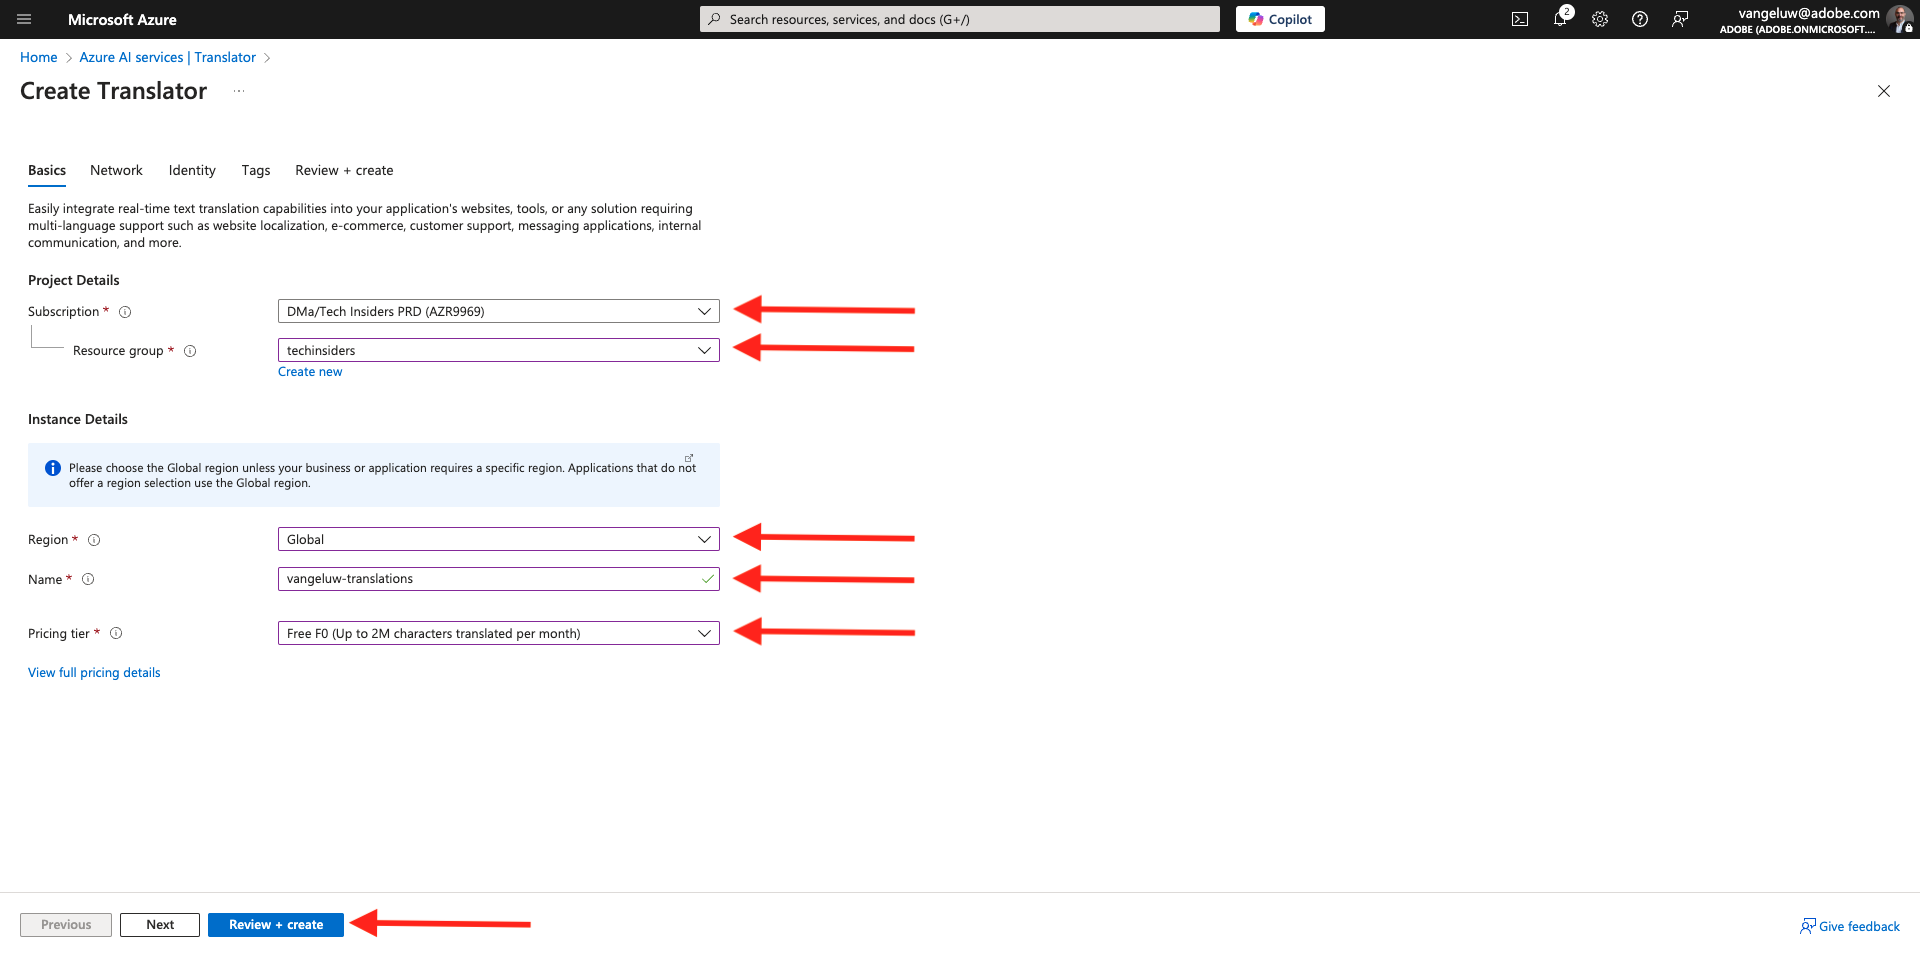 Microsoft Azure
Search resources, services, and docs (G+/)
Copilot
2
vangeluw@adobe.com
ADOBE (ADOBE.ONMICROSOFT....
Home > Azure AI services | Translator >
Create Translator ...
Basics Network Identity Tags Review + create
Easily integrate real-time text translation capabilities into your application's websites, tools, or any solution requiring
multi-language support such as website localization, e-commerce, customer support, messaging applications, internal
communication, and more.
Project Details
Subscription *
DMa/Tech Insiders PRD (AZR9969)
Resource group *
techinsiders
Create new
Instance Details
Please choose the Global region unless your business or application requires a specific region. Applications that do not
offer a region selection use the Global region.
Region *
Global
Name *
vangeluw-translations
Pricing tier *
Free F0 (Up to 2M characters translated per month)
View full pricing details
Previous
Next
Review + create
Give feedback